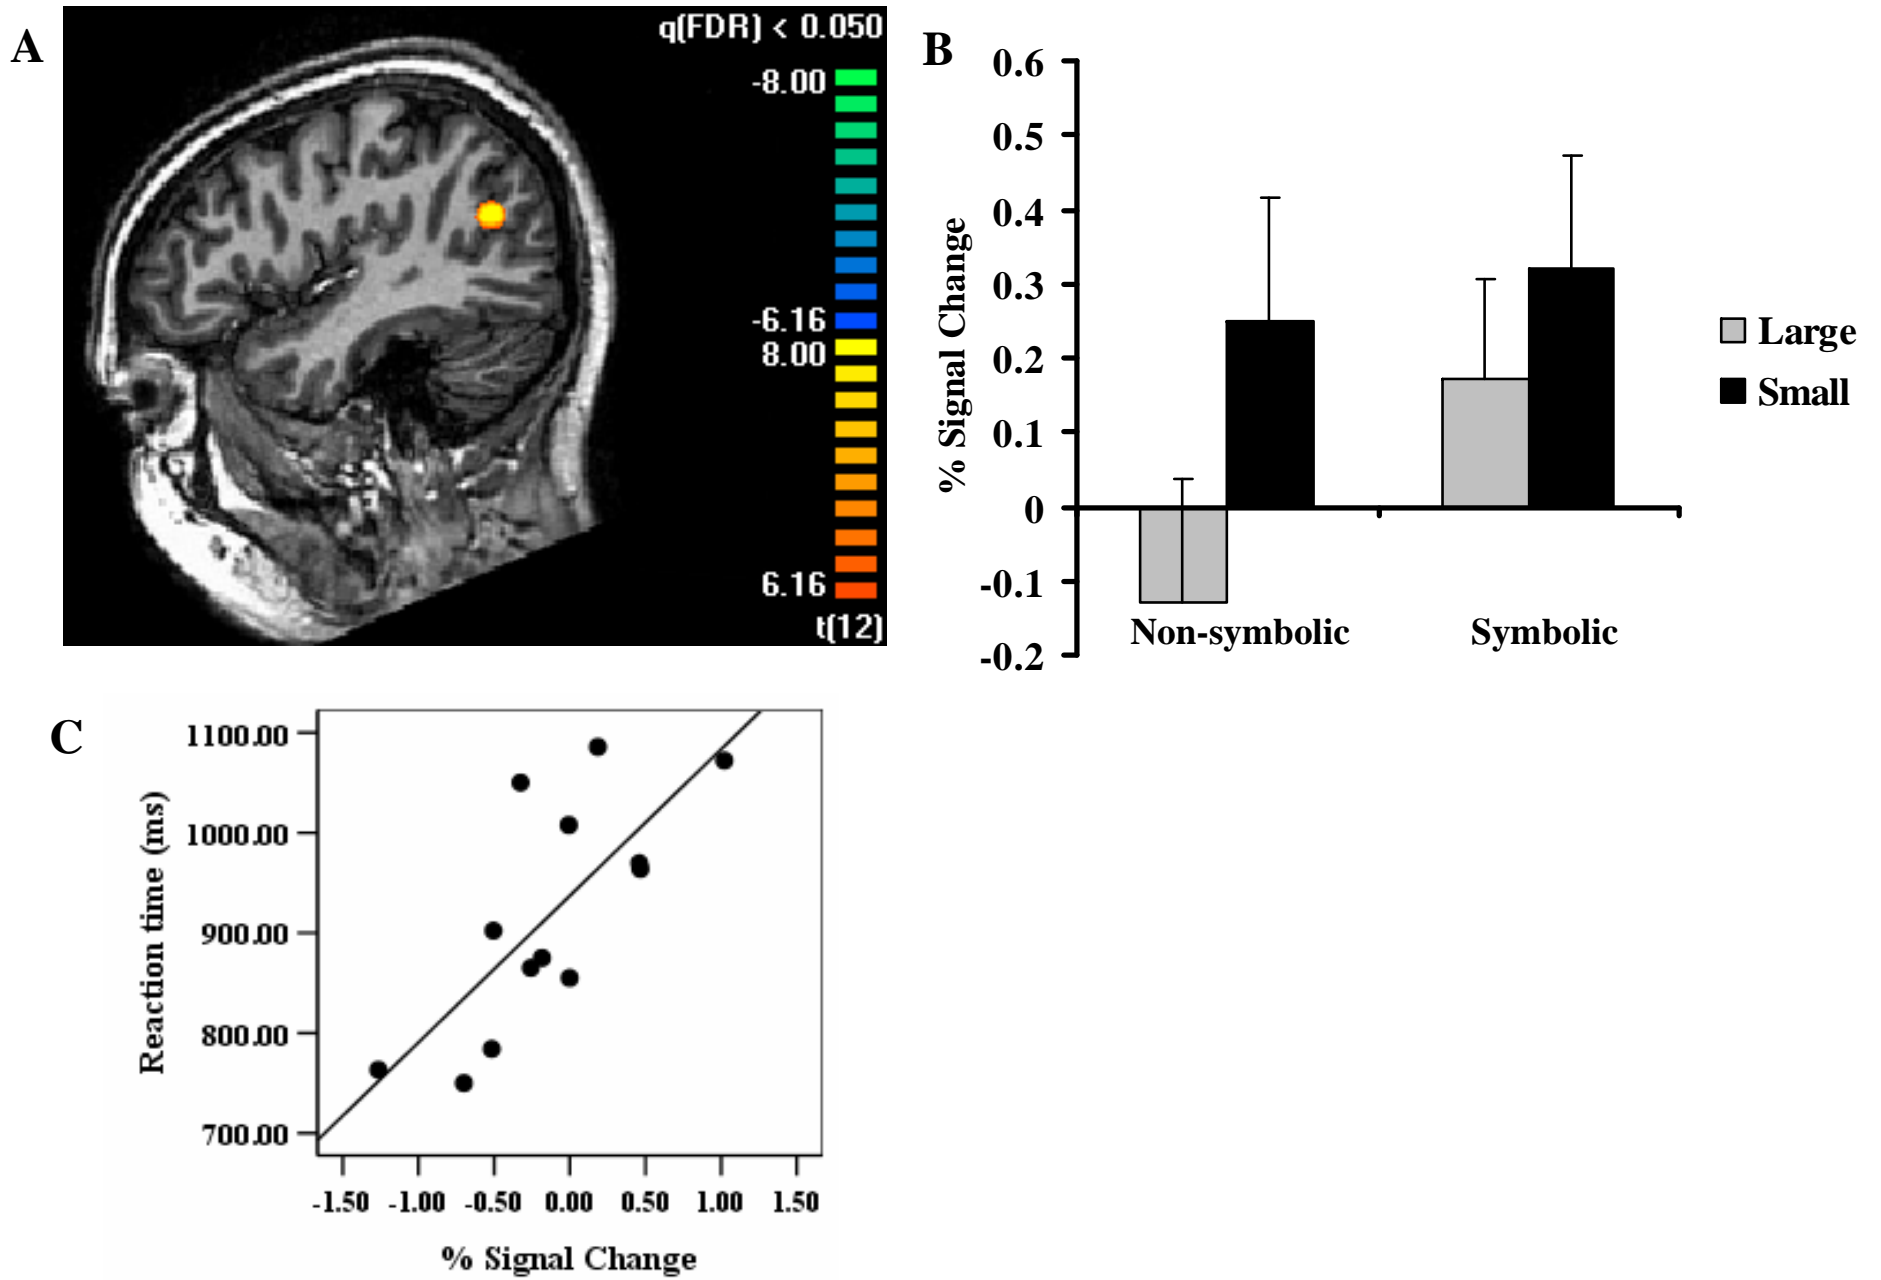 A
q(FDR) < 0.050
-8.00
-6.16
8.00
6.16
t(12)
B
% Signal Change
0.6
0.5
0.4
0.3
0.2
0.1
0
-0.1
-0.2
Non-symbolic
Symbolic
Large
Small
C
Reaction time (ms)
1100.00
1000.00
900.00
800.00
700.00
-1.50 -1.00 -0.50 0.00 0.50 1.00 1.50
% Signal Change